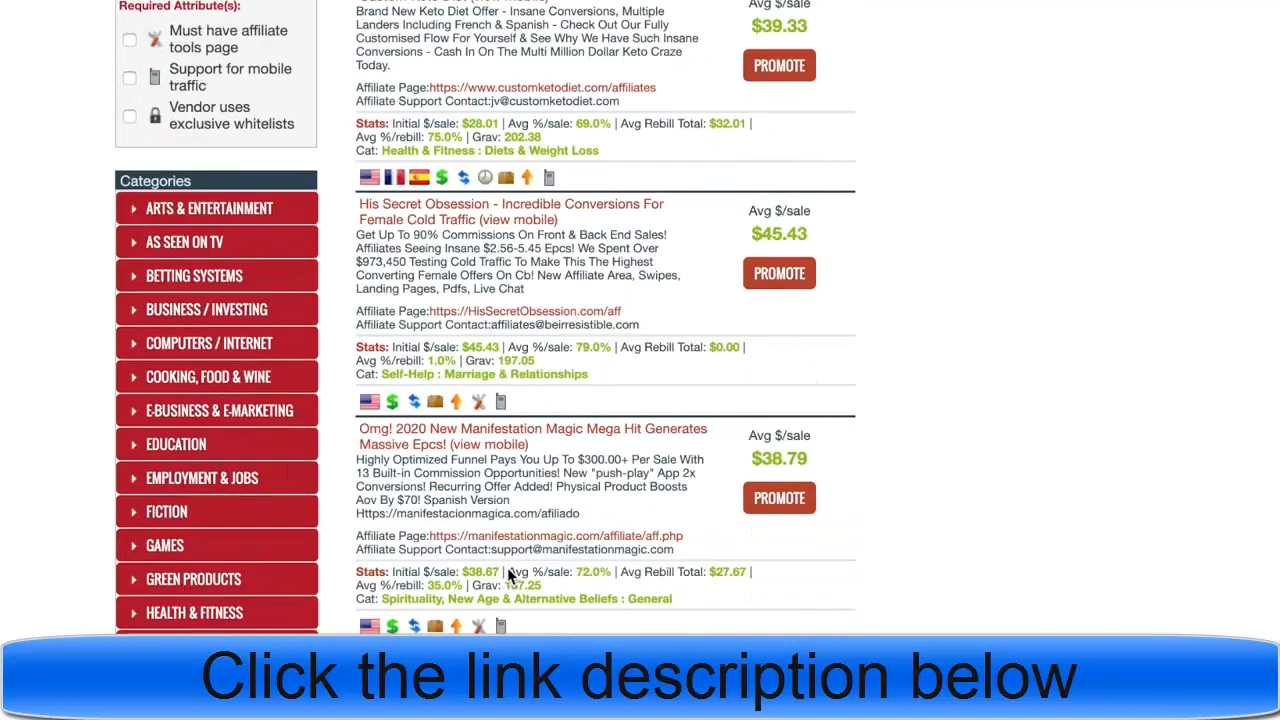 Required Attribute(s):
Must have affiliate
tools page
Support for mobile
traffic
Vendor uses
exclusive whitelists
Categories
ARTS & ENTERTAINMENT
AS SEEN ON TV
BETTING SYSTEMS
BUSINESS / INVESTING
COMPUTERS / INTERNET
COOKING, FOOD & WINE
E-BUSINESS & E-MARKETING
EDUCATION
EMPLOYMENT & JOBS
FICTION
GAMES
GREEN PRODUCTS
HEALTH & FITNESS
Brand New Keto Diet Offer - Insane Conversions, Multiple
Landers Including French & Spanish - Check Out Our Fully
Customised Flow For Yourself & See Why We Have Such Insane
Conversions - Cash In On The Multi Million Dollar Keto Craze
Today.
Affiliate Page:https://www.customketodiet.com/affiliates
Affiliate Support Contact:jv@customketodiet.com
Stats: Initial $/sale: $28.01 | Avg %/sale: 69.0% | Avg Rebill Total: $32.01 |
Avg %/rebill: 75.0% | Grav: 202.38
Cat: Health & Fitness : Diets & Weight Loss
Avg $/sale
$39.33
PROMOTE
His Secret Obsession - Incredible Conversions For
Female Cold Traffic (view mobile)
Get Up To 90% Commissions On Front & Back End Sales!
Affiliates Seeing Insane $2.56-5.45 Epcs! We Spent Over
$973,450 Testing Cold Traffic To Make This The Highest
Converting Female Offers On Cb! New Affiliate Area, Swipes,
Landing Pages, Pdfs, Live Chat
Affiliate Page:https://HisSecretObsession.com/aff
Affiliate Support Contact:affiliates@beirresistible.com
Stats: Initial $/sale: $45.43 | Avg %/sale: 79.0% | Avg Rebill Total: $0.00 |
Avg %/rebill: 1.0% | Grav: 197.05
Cat: Self-Help : Marriage & Relationships
Avg $/sale
$45.43
PROMOTE
Omg! 2020 New Manifestation Magic Mega Hit Generates
Massive Epcs! (view mobile)
Highly Optimized Funnel Pays You Up To $300.00+ Per Sale With
13 Built-in Commission Opportunities! New "push-play" App 2x
Conversions! Recurring Offer Added! Physical Product Boosts
Aov By $70! Spanish Version
Https://manifestacionmagica.com/afiliado
Affiliate Page:https://manifestationmagic.com/affiliate/aff.php
Affiliate Support Contact:support@manifestationmagic.com
Stats: Initial $/sale: $38.67 | Avg %/sale: 72.0% | Avg Rebill Total: $27.67 |
Avg %/rebill: 35.0% | Grav:
Cat: Spirituality, New Age & Alternative Beliefs : General
Avg $/sale
$38.79
PROMOTE
Click the link description below